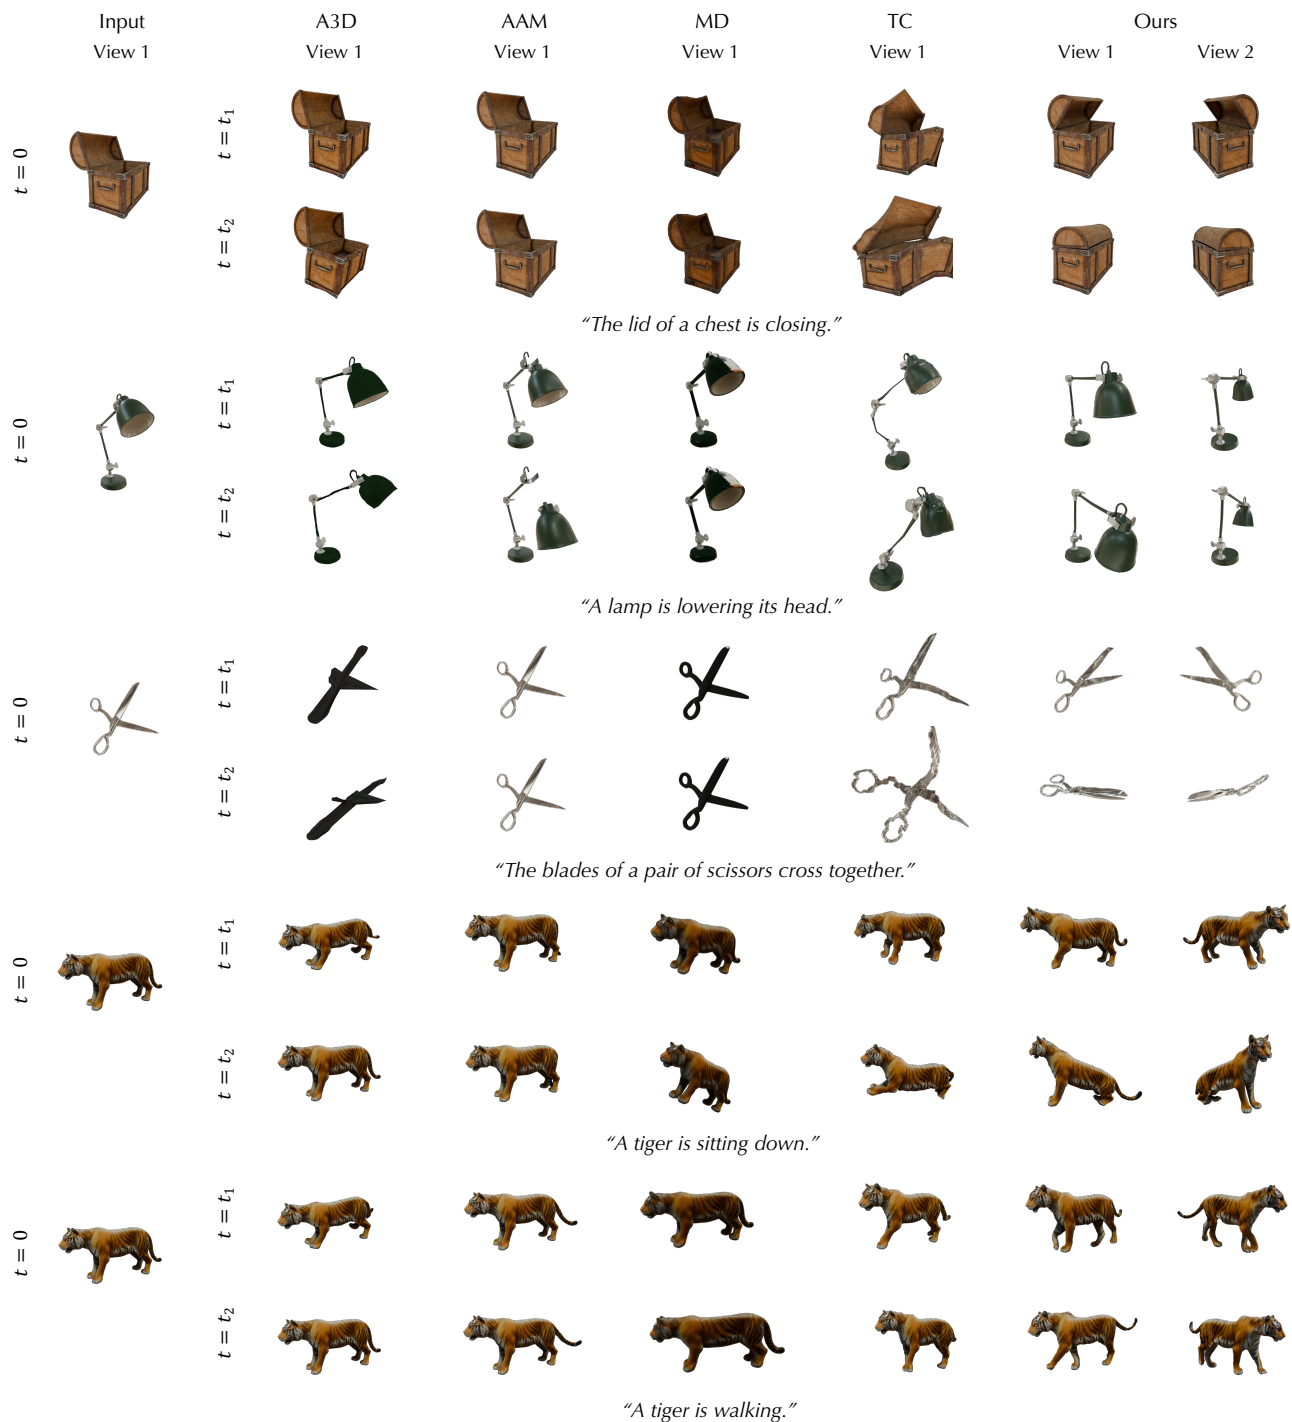 Input A3D AAM MD TC Ours
View 1 View 1 View 1 View 1 View 1 View 1 View 2
t = 0
t = t1
t = t2
“The lid of a chest is closing.”
t = 0
t = t1
t = t2
“A lamp is lowering its head.”
t = 0
t = t1
t = t2
“The blades of a pair of scissors cross together.”
t = 0
t = t1
t = t2
“A tiger is sitting down.”
t = 0
t = t1
t = t2
“A tiger is walking.”